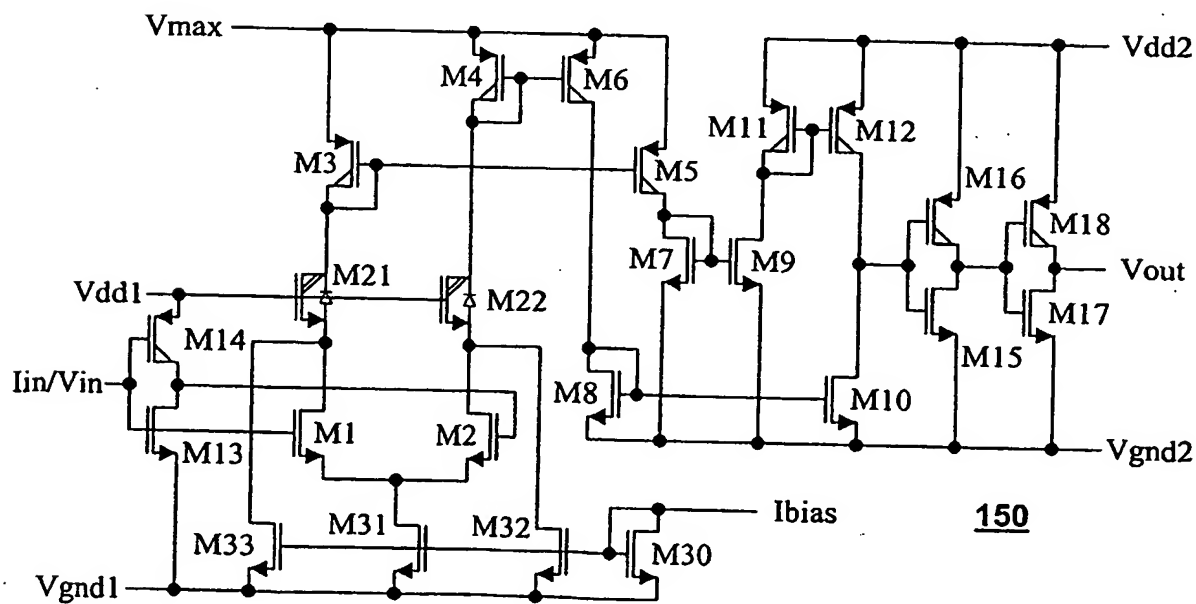 Vmax
M4
M6
Vdd2
M11
M12
M3
M5
M16
M18
M7
M9
Vdd1
M21
M22
Vout
M14
M17
M15
Iin/Vin
M8
M10
M1
M2
M13
Vgnd2
Ibias
150
M33
M31
M32
M30
Vgnd1